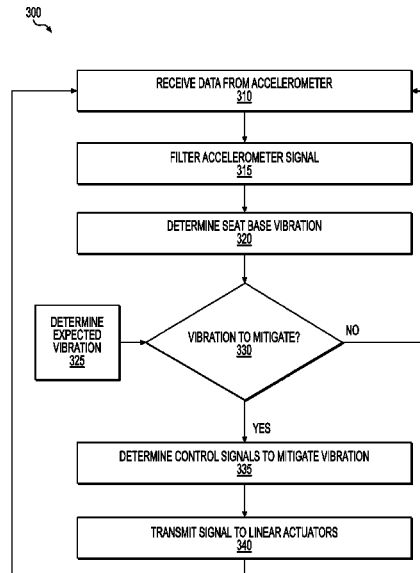 300
RECEIVE DATA FROM ACCELEROMETER
310
FILTER ACCELEROMETER SIGNAL
315
DETERMINE SEAT BASE VIBRATION
320
DETERMINE
EXPECTED
VIBRATION
325
VIBRATION TO MITIGATE?
330
NO
YES
DETERMINE CONTROL SIGNALS TO MITIGATE VIBRATION
335
TRANSMIT SIGNAL TO LINEAR ACTUATORS
340